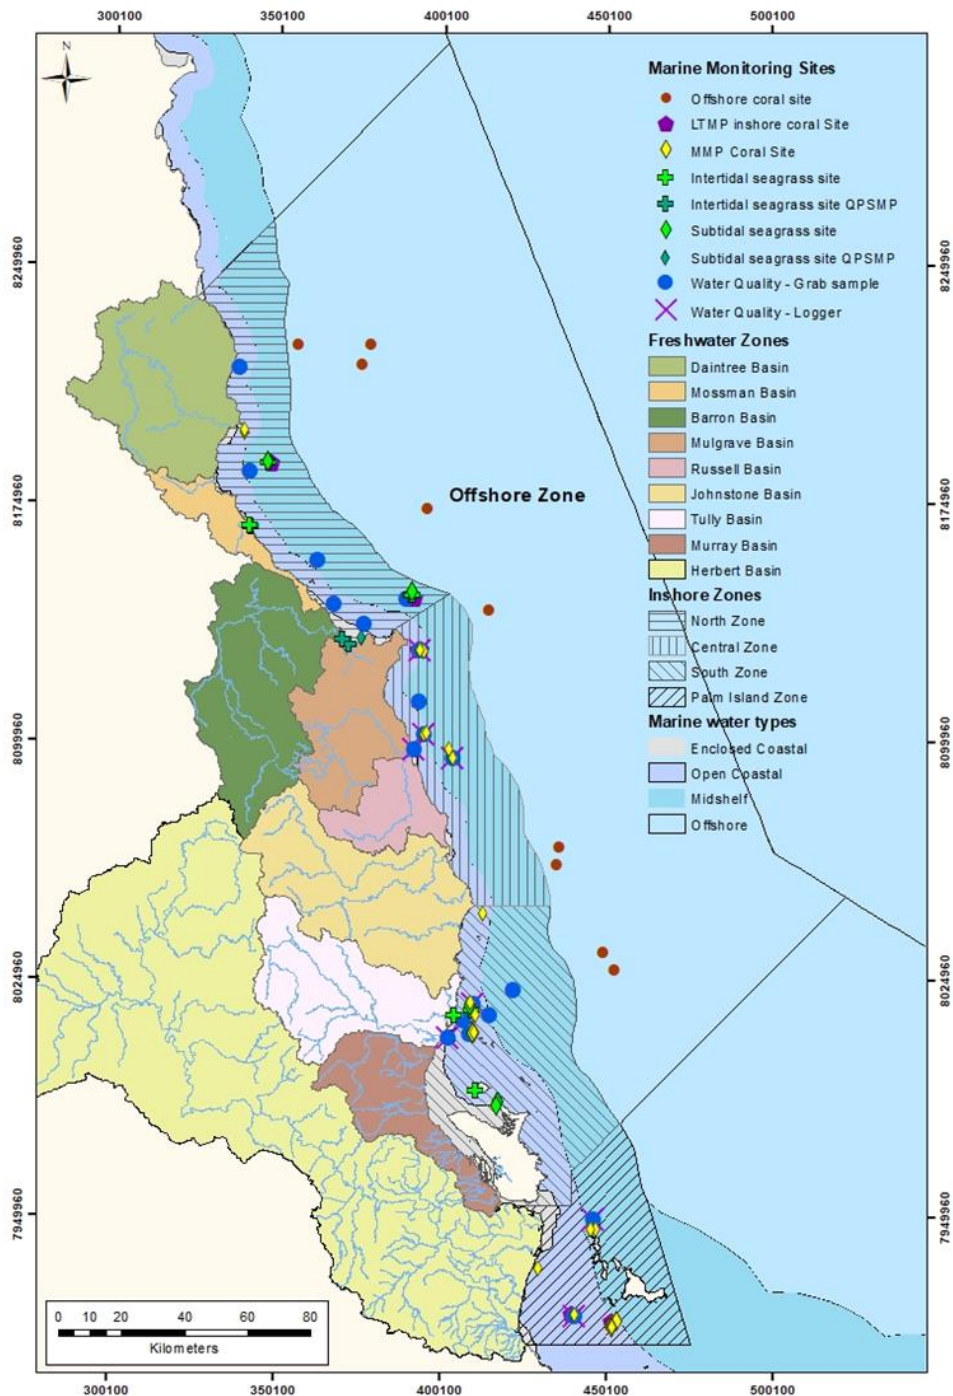 300100 350100 400100 450100 500100
N
Marine Monitoring Sites
Offshore coral site
LTMP inshore coral Site
MMP Coral Site
Intertidal seagrass site
Intertidal seagrass site QPSMP
Subtidal seagrass site
Subtidal seagrass site QPSMP
Water Quality - Grab sample
Water Quality - Logger
Freshwater Zones
Daintree Basin
Mossman Basin
Barron Basin
Mulgrave Basin
Russell Basin
Johnstone Basin
Tully Basin
Murray Basin
Herbert Basin
Inshore Zones
North Zone
Central Zone
South Zone
Palm Island Zone
Marine water types
Enclosed Coastal
Open Coastal
Midshelf
Offshore
Offshore Zone
8249960 8249960
8174960 8174960
8099960 8099960
8024960 8024960
7949960 7949960
0 10 20 40 60 80
Kilometers
300100 350100 400100 450100 500100